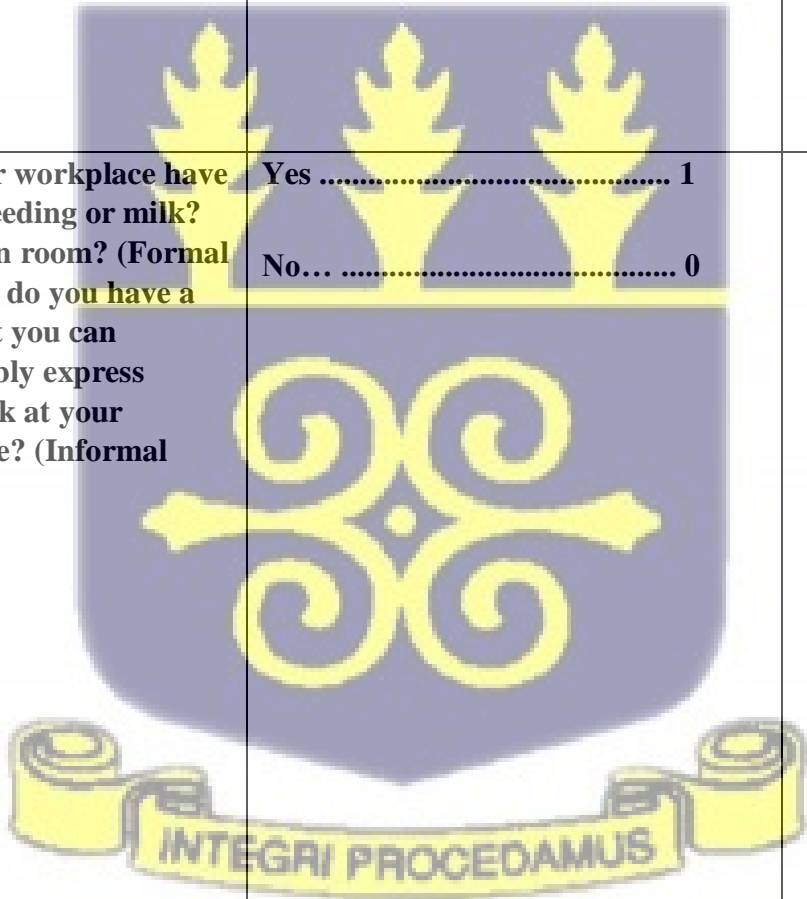 workplace have
Yes ............................................ 1
eeding or milk?
n room? (Formal
No… .......................................... 0
do you have a
you can
bly express
k at your
e? (Informal
INTEGRI PROCEDAMUS